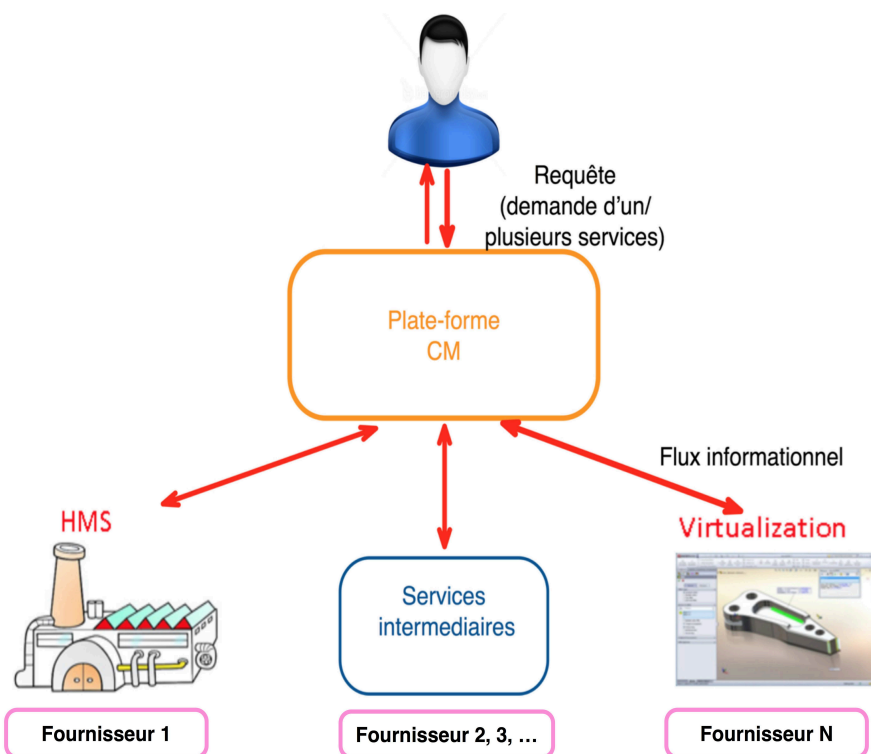 Requête
(demande d'un/
plusieurs services)
Plate-forme
CM
Flux informationnel
HMS
Virtualization
Services
intermediaires
Fournisseur 1
Fournisseur 2, 3, ...
Fournisseur N